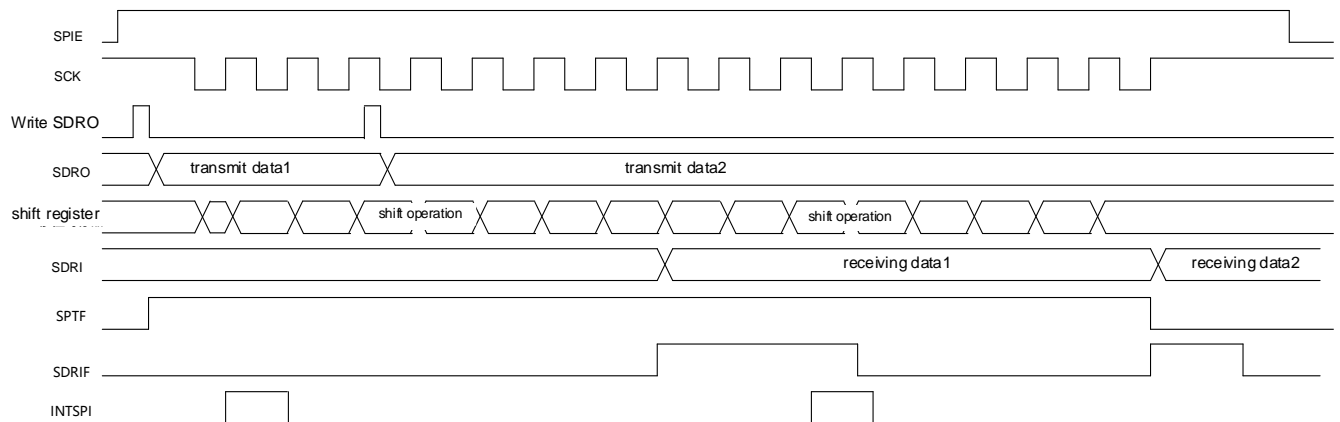 SPIE
SCK
Write SDRO
SDRO transmit data1 transmit data2
shift register shift operation shift operation
SDRI receiving data1 receiving data2
SPTF
SDRIF
INTSPI